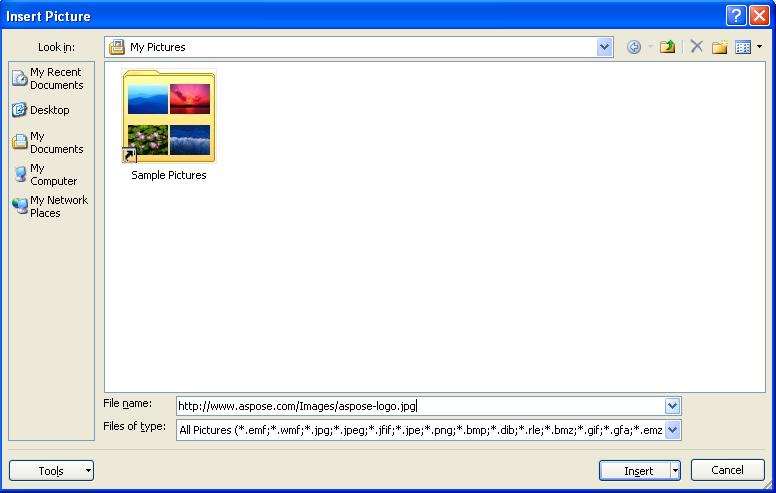 Insert Picture
Look in:
My Pictures
My Recent
Documents
Desktop
My
Documents
My
Computer
My Network
Places
Sample Pictures
File name:
http://www.aspose.com/Images/aspose-logo.jpg
Files of type:
All Pictures (*.emf;*.wmf;*.jpg;*.jpeg;*.jfif;*.jpe;*.png;*.bmp;*.dib;*.rle;*.bmz;*.gif;*.gfa;*.emz
Tools
Insert
Cancel